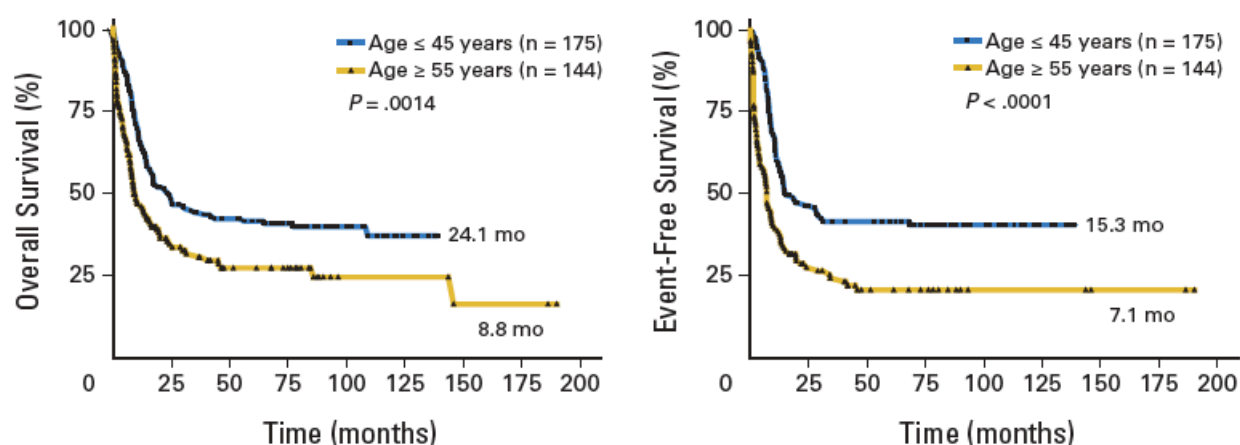 Overall Survival (%)
100
75
50
25
0
Age ≤ 45 years (n = 175)
Age ≥ 55 years (n = 144)
P = .0014
24.1 mo
8.8 mo
25 50 75 100 125 150 175 200
Time (months)
Event-Free Survival (%)
100
75
50
25
0
Age ≤ 45 years (n = 175)
Age ≥ 55 years (n = 144)
P < .0001
15.3 mo
7.1 mo
25 50 75 100 125 150 175 200
Time (months)